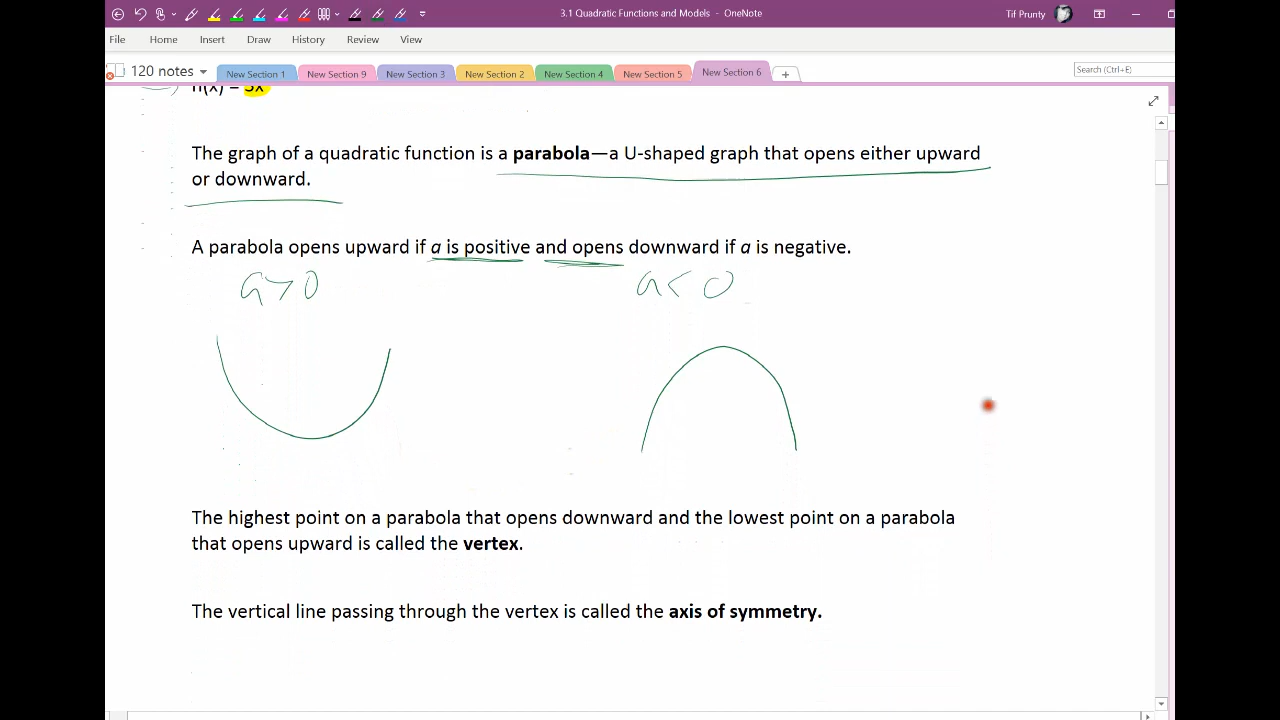 3.1 Quadratic Functions and Models - OneNote
Tif Prunty
File Home Insert Draw History Review View
120 notes New Section 1 New Section 9 New Section 3 New Section 2 New Section 4 New Section 5 New Section 6 +
Search (Ctrl+E)
The graph of a quadratic function is a parabola—a U-shaped graph that opens either upward
or downward.
A parabola opens upward if a is positive and opens downward if a is negative.
a > 0 a < 0
The highest point on a parabola that opens downward and the lowest point on a parabola
that opens upward is called the vertex.
The vertical line passing through the vertex is called the axis of symmetry.